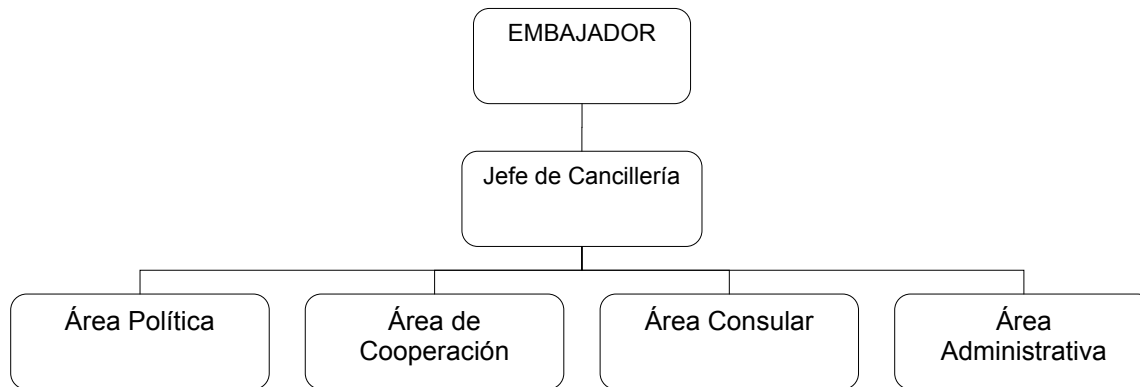 EMBAJADOR
Jefe de Cancillería
Área Política
Área de
Cooperación
Área Consular
Área
Administrativa